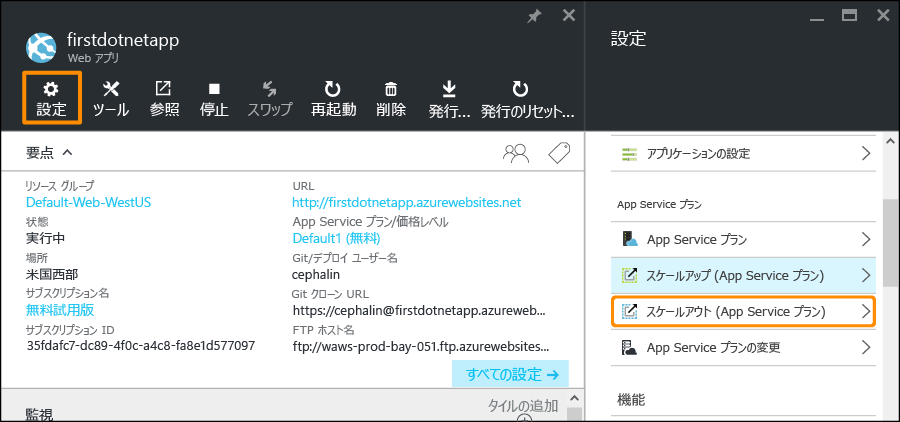 firstdotnetapp
Web アプリ
設定
ツール
参照
停止
スワップ
再起動
削除
発行...
発行のリセット...
要点
リソース グループ
Default-Web-WestUS
状態
実行中
場所
米国西部
サブスクリプション名
無料試用版
サブスクリプション ID
35fdafc7-dc89-4f0c-a4c8-fa8e1d577097
URL
http://firstdotnetapp.azurewebsites.net
App Service プラン/価格レベル
Default1 (無料)
Git/デプロイ ユーザー名
cephalin
Git クローン URL
https://cephalin@firstdotnetapp.azurewe...
FTP ホスト名
ftp://waws-prod-bay-051.ftp.azurewebsites...
すべての設定 →
監視
タイルの追加
設定
アプリケーションの設定
App Service プラン
App Service プラン
スケールアップ (App Service プラン)
スケールアウト (App Service プラン)
App Service プランの変更
機能